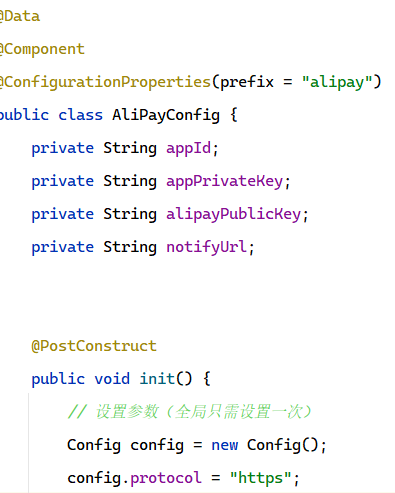 @Data
@Component
@ConfigurationProperties(prefix = "alipay")
public class AliPayConfig {
private String appId;
private String appPrivateKey;
private String alipayPublicKey;
private String notifyUrl;
@PostConstruct
public void init() {
// 设置参数（全局只需设置一次）
Config config = new Config();
config.protocol = "https";